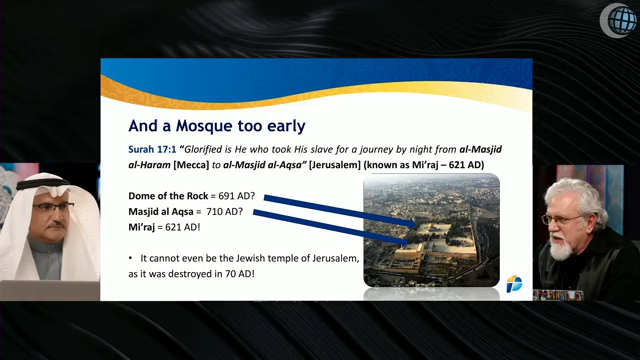 And a Mosque too early
Surah 17:1 “Glorified is He who took His slave for a journey by night from al-Masjid
al-Haram [Mecca] to al-Masjid al-Aqsa” [Jerusalem] (known as Mi’raj – 621 AD)
Dome of the Rock = 691 AD?
Masjid al Aqsa = 710 AD?
Mi’raj = 621 AD!
• It cannot even be the Jewish temple of Jerusalem,
as it was destroyed in 70 AD!